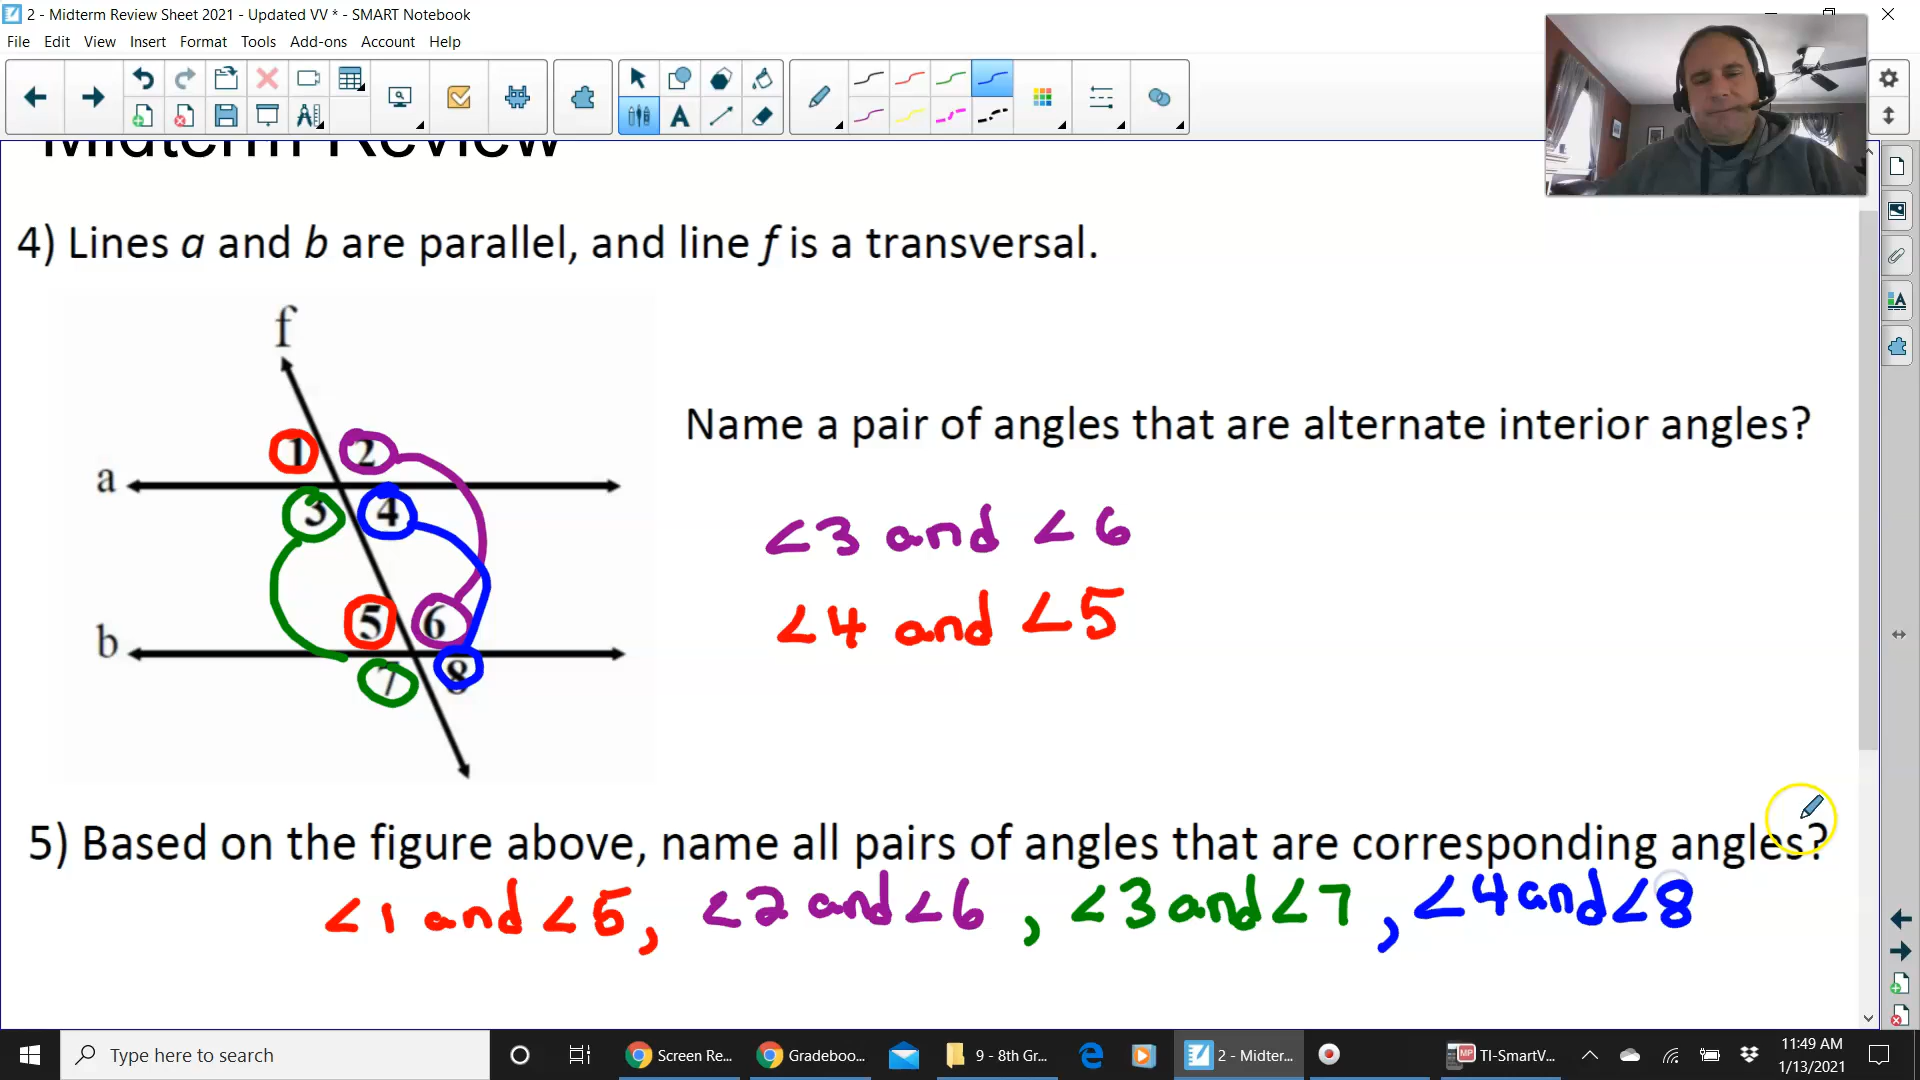 2 - Midterm Review Sheet 2021 - Updated VV * - SMART Notebook
File Edit View Insert Format Tools Add-ons Account Help
Midterm Review
4) Lines a and b are parallel, and line f is a transversal.
f
1 2
a
3 4
5 6
b
7 8
Name a pair of angles that are alternate interior angles?
∠3 and ∠6
∠4 and ∠5
5) Based on the figure above, name all pairs of angles that are corresponding angles?
∠1 and ∠5, ∠2 and ∠6, ∠3 and ∠7, ∠4 and ∠8
Type here to search
Screen Re...
Gradeboo...
9 - 8th Gr...
2 - Midter...
TI-SmartV...
11:49 AM
1/13/2021